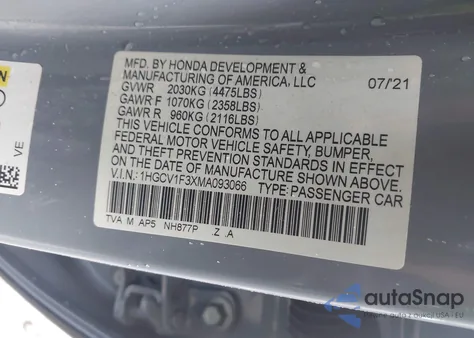 MFD. BY HONDA DEVELOPMENT &
MANUFACTURING OF AMERICA, LLC 07/21
GVWR 2030KG (4475LBS)
GAWR F 1070KG (2358LBS)
GAWR R 960KG (2116LBS)
THIS VEHICLE CONFORMS TO ALL APPLICABLE
FEDERAL MOTOR VEHICLE SAFETY, BUMPER,
AND THEFT PREVENTION STANDARDS IN EFFECT
ON THE DATE OF MANUFACTURE SHOWN ABOVE.
V.I.N.: 1HGCV1F3XMA093066 TYPE: PASSENGER CAR
TVA M AP5 NH877P .Z .A
VE
autoSnap